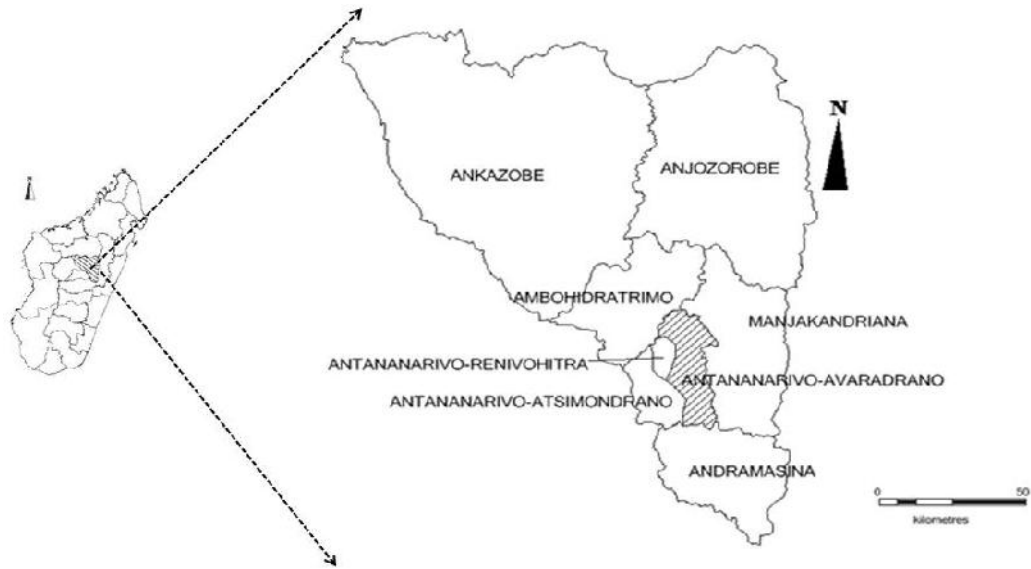 N
ANKAZOBE
ANJOZOROBE
AMBOHIDRATRIMO
MANJAKANDRIANA
ANTANANARIVO-RENIVOHITRA
ANTANANARIVO-AVARADRANO
ANTANANARIVO-ATSIMONDRANO
ANDRAMASINA
0 50
kilometres